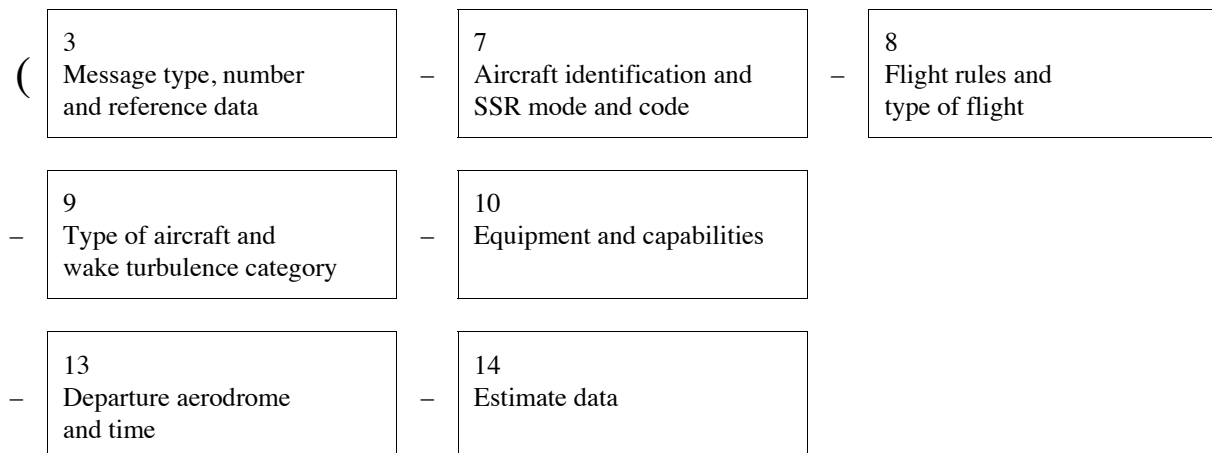 ( 3 – 7 – 8
Message type, number Aircraft identification and Flight rules and
and reference data SSR mode and code type of flight
– 9 – 10
Type of aircraft and Equipment and capabilities
wake turbulence category
– 13 – 14
Departure aerodrome Estimate data
and time